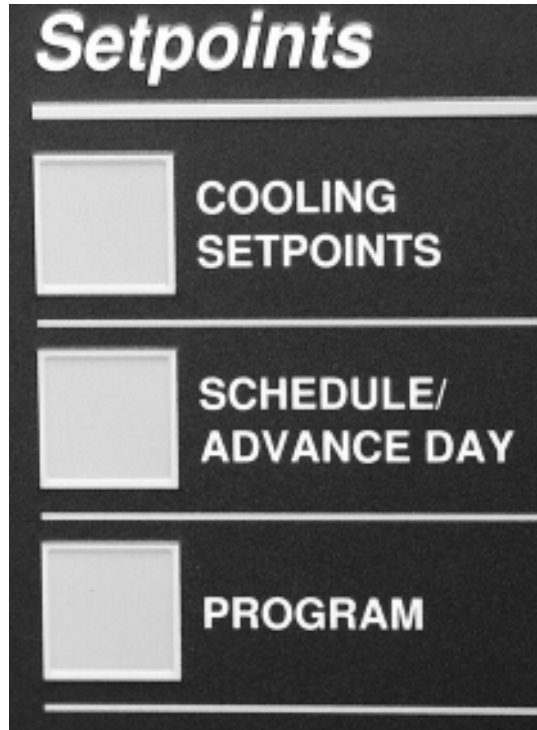 Setpoints
COOLING
SETPOINTS
SCHEDULE/
ADVANCE DAY
PROGRAM